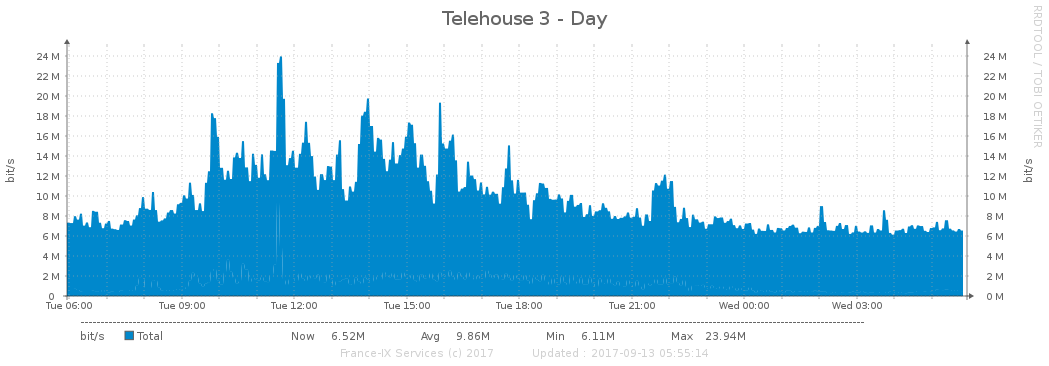 Telehouse 3 - Day
RRDTOOL / TOBI OETIKER
bit/s
bit/s
24 M 24 M
22 M 22 M
20 M 20 M
18 M 18 M
16 M 16 M
14 M 14 M
12 M 12 M
10 M 10 M
8 M 8 M
6 M 6 M
4 M 4 M
2 M 2 M
0 0 M
Tue 06:00 Tue 09:00 Tue 12:00 Tue 15:00 Tue 18:00 Tue 21:00 Wed 00:00 Wed 03:00
bit/s Total Now 6.52M Avg 9.86M Min 6.11M Max 23.94M
France-IX Services (c) 2017 Updated : 2017-09-13 05:55:14